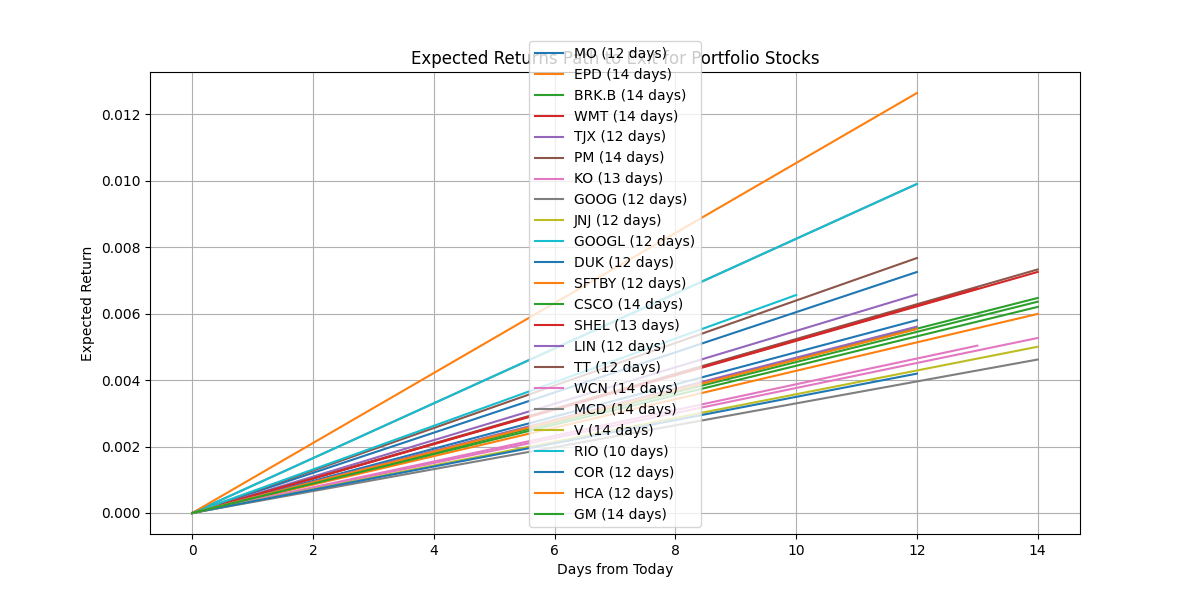 Expected Returns Path to Exit for Portfolio Stocks
MO (12 days)
EPD (14 days)
BRK.B (14 days)
WMT (14 days)
TJX (12 days)
PM (14 days)
KO (13 days)
GOOG (12 days)
JNJ (12 days)
GOOGL (12 days)
DUK (12 days)
SFTBY (12 days)
CSCO (14 days)
SHEL (13 days)
LIN (12 days)
TT (12 days)
WCN (14 days)
MCD (14 days)
V (14 days)
RIO (10 days)
COR (12 days)
HCA (12 days)
GM (14 days)
Expected Return
0.012
0.010
0.008
0.006
0.004
0.002
0.000
0 2 4 6 8 10 12 14
Days from Today